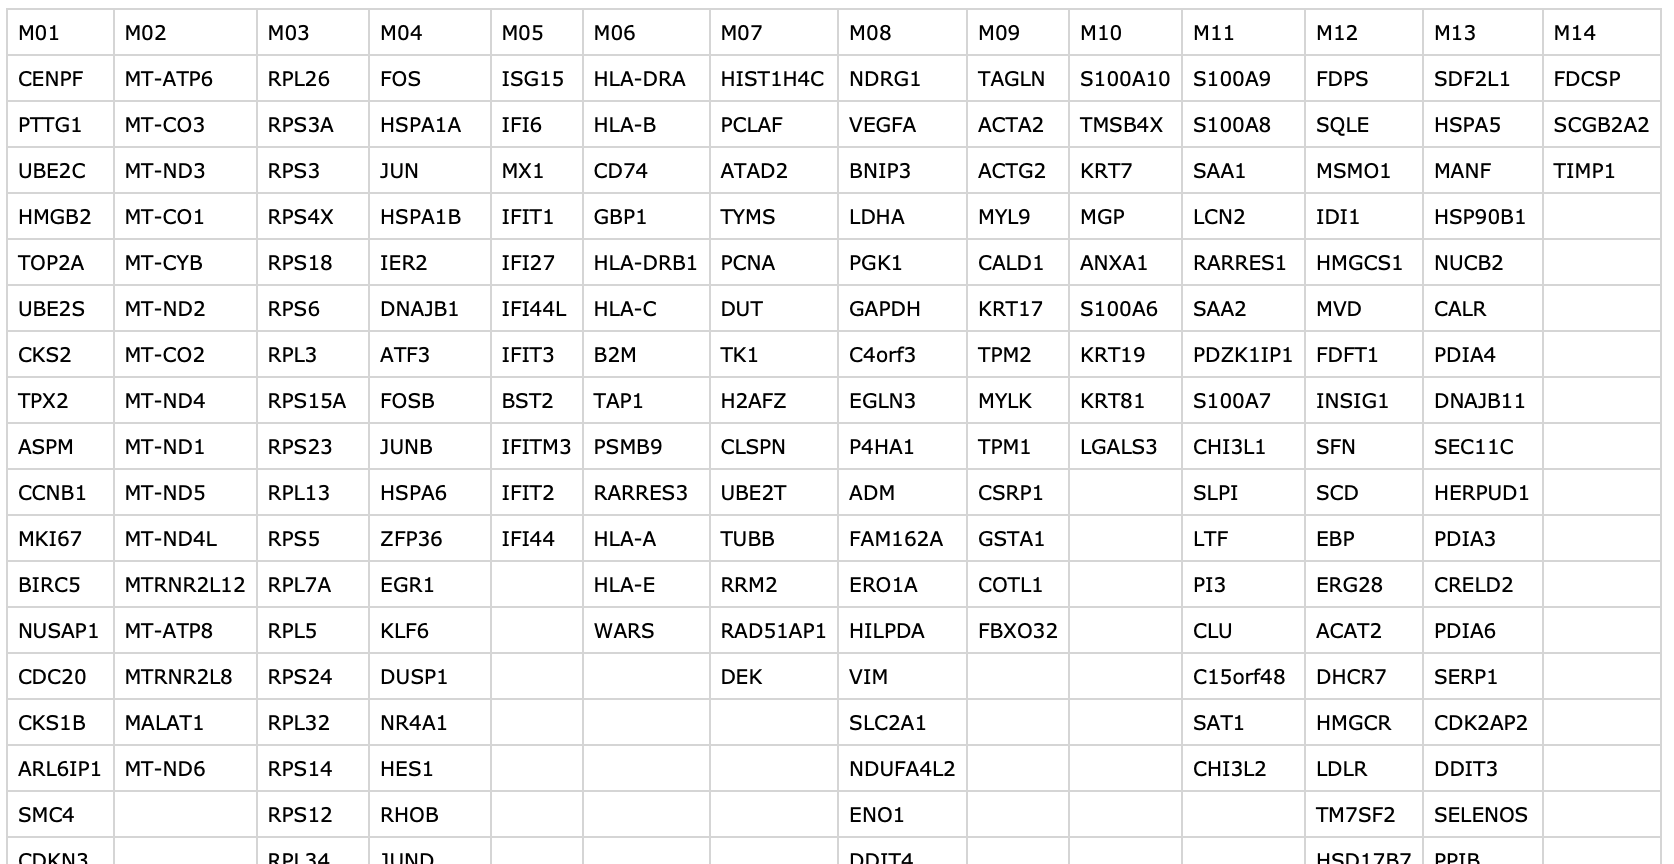 M01 M02 M03 M04 M05 M06 M07 M08 M09 M10 M11 M12 M13 M14
CENPF MT-ATP6 RPL26 FOS ISG15 HLA-DRA HIST1H4C NDRG1 TAGLN S100A10 S100A9 FDPS SDF2L1 FDCSP
PTTG1 MT-CO3 RPS3A HSPA1A IFI6 HLA-B PCLAF VEGFA ACTA2 TMSB4X S100A8 SQLE HSPA5 SCGB2A2
UBE2C MT-ND3 RPS3 JUN MX1 CD74 ATAD2 BNIP3 ACTG2 KRT7 SAA1 MSMO1 MANF TIMP1
HMGB2 MT-CO1 RPS4X HSPA1B IFIT1 GBP1 TYMS LDHA MYL9 MGP LCN2 IDI1 HSP90B1
TOP2A MT-CYB RPS18 IER2 IFI27 HLA-DRB1 PCNA PGK1 CALD1 ANXA1 RARRES1 HMGCS1 NUCB2
UBE2S MT-ND2 RPS6 DNAJB1 IFI44L HLA-C DUT GAPDH KRT17 S100A6 SAA2 MVD CALR
CKS2 MT-CO2 RPL3 ATF3 IFIT3 B2M TK1 C4orf3 TPM2 KRT19 PDZK1IP1 FDFT1 PDIA4
TPX2 MT-ND4 RPS15A FOSB BST2 TAP1 H2AFZ EGLN3 MYLK KRT81 S100A7 INSIG1 DNAJB11
ASPM MT-ND1 RPS23 JUNB IFITM3 PSMB9 CLSPN P4HA1 TPM1 LGALS3 CHI3L1 SFN SEC11C
CCNB1 MT-ND5 RPL13 HSPA6 IFIT2 RARRES3 UBE2T ADM CSRP1 SLPI SCD HERPUD1
MKI67 MT-ND4L RPS5 ZFP36 IFI44 HLA-A TUBB FAM162A GSTA1 LTF EBP PDIA3
BIRC5 MTRNR2L12 RPL7A EGR1 HLA-E RRM2 ERO1A COTL1 PI3 ERG28 CRELD2
NUSAP1 MT-ATP8 RPL5 KLF6 WARS RAD51AP1 HILPDA FBXO32 CLU ACAT2 PDIA6
CDC20 MTRNR2L8 RPS24 DUSP1 DEK VIM C15orf48 DHCR7 SERP1
CKS1B MALAT1 RPL32 NR4A1 SLC2A1 SAT1 HMGCR CDK2AP2
ARL6IP1 MT-ND6 RPS14 HES1 NDUFA4L2 CHI3L2 LDLR DDIT3
SMC4 RPS12 RHOB ENO1 TM7SF2 SELENOS
CDKN3 RPL34 JUND DDIT4 HSD17B7 PPIB